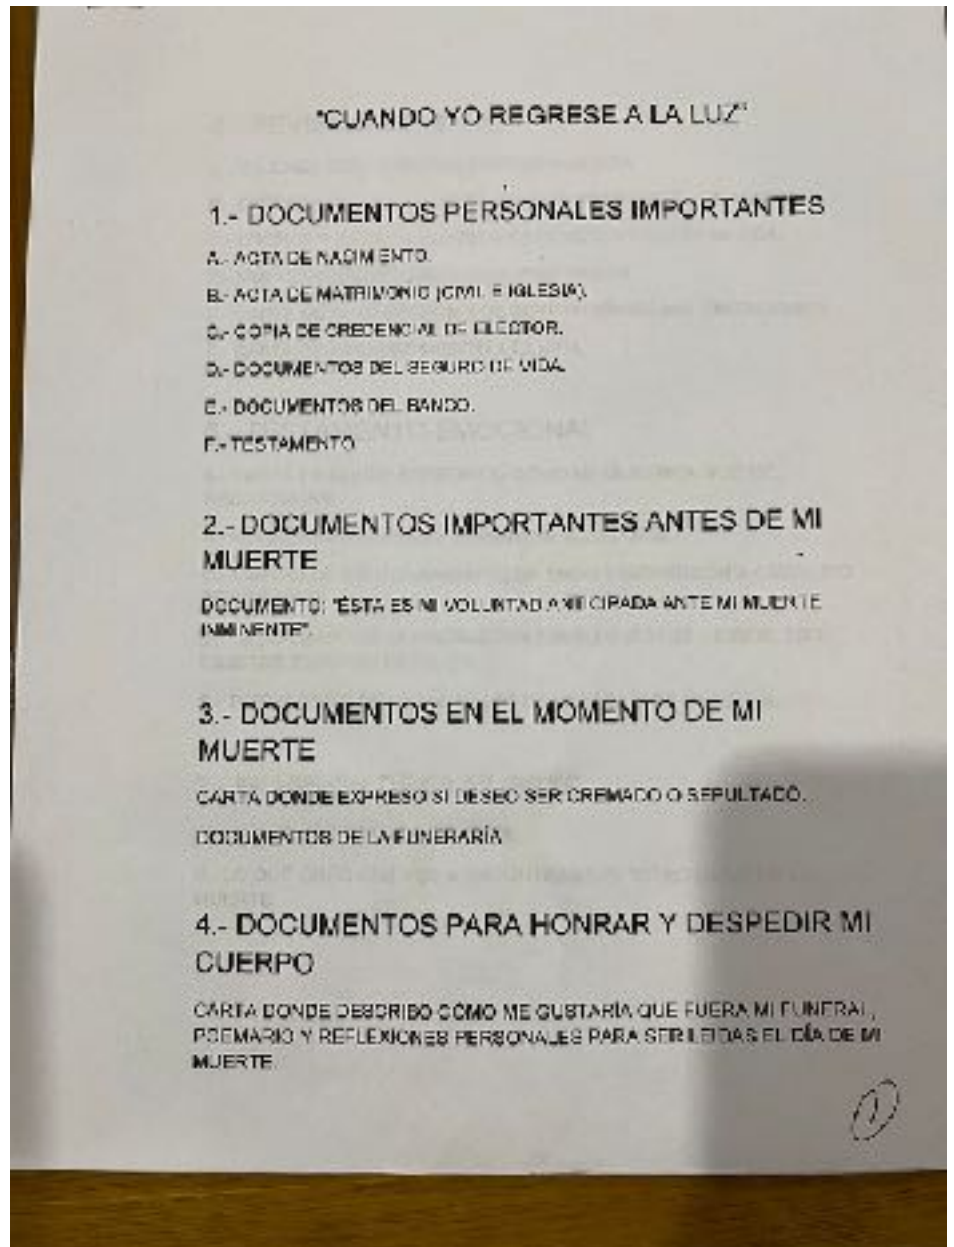 "CUANDO YO REGRESE A LA LUZ"
1.- DOCUMENTOS PERSONALES IMPORTANTES
A.- ACTA DE NACIMIENTO.
B.- ACTA DE MATRIMONIO (CIVIL E IGLESIA).
C.- COPIA DE CREDENCIAL DE ELECTOR.
D.- DOCUMENTOS DEL SEGURO DE VIDA.
E.- DOCUMENTOS DEL BANCO.
F.- TESTAMENTO
2.- DOCUMENTOS IMPORTANTES ANTES DE MI
MUERTE
DOCUMENTO: "ÉSTA ES MI VOLUNTAD ANTICIPADA ANTE MI MUERTE
INMINENTE".
3.- DOCUMENTOS EN EL MOMENTO DE MI
MUERTE
CARTA DONDE EXPRESO SI DESEO SER CREMADO O SEPULTADO.
DOCUMENTOS DE LA FUNERARÍA
4.- DOCUMENTOS PARA HONRAR Y DESPEDIR MI
CUERPO
CARTA DONDE DESCRIBO CÓMO ME GUSTARÍA QUE FUERA MI FUNERAL,
POEMARIO Y REFLEXIONES PERSONALES PARA SER LEIDAS EL DÍA DE MI
MUERTE.
1